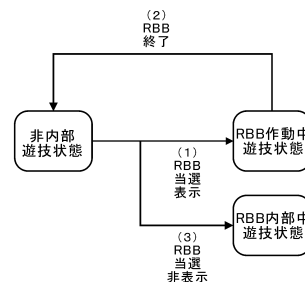 （2）
RBB
終了
非内部
遊技状態
RBB作動中
遊技状態
（1）
RBB
当選
表示
RBB内部中
遊技状態
（3）
RBB
当選
非表示